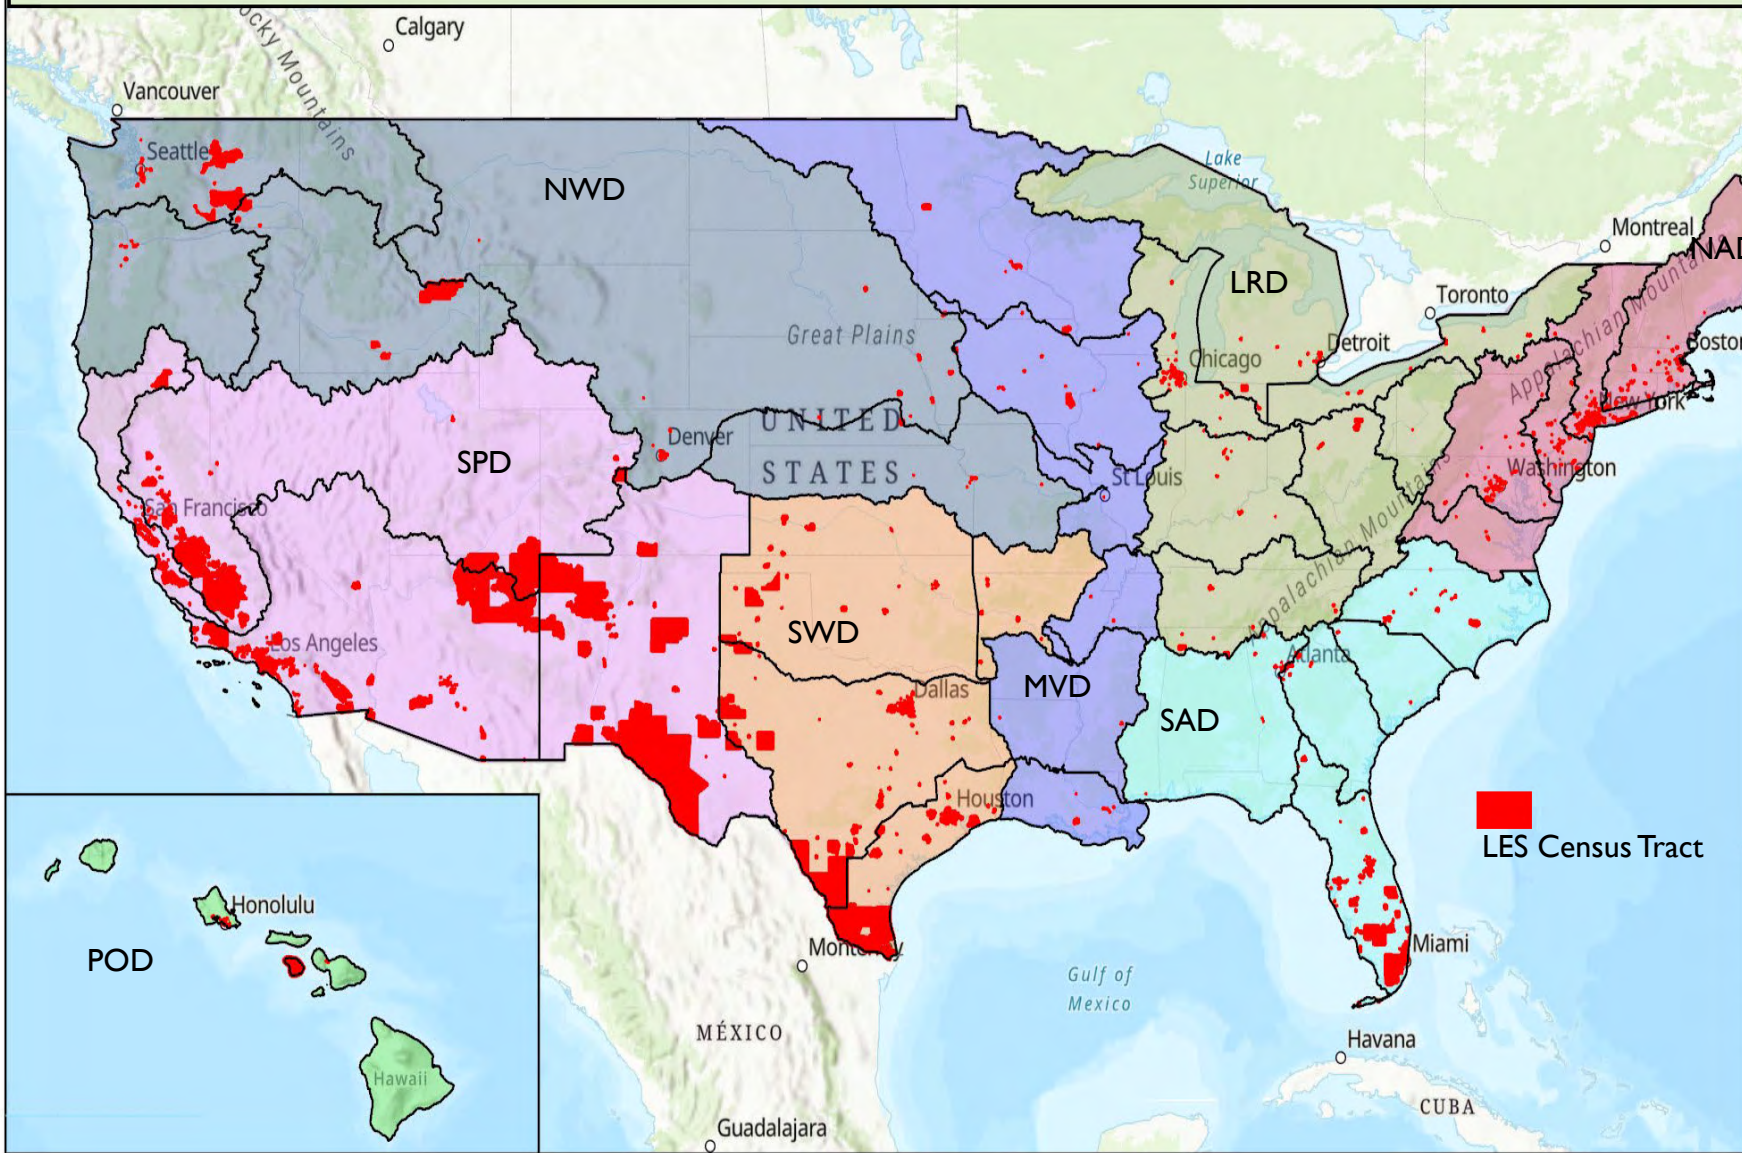 Calgary
Rocky Mountains
Vancouver
Seattle
NWD
Lake
Superior
Montreal
NAD
LRD
Toronto
Great Plains
Detroit
Chicago
Boston
Appalachian Mountains
New York
UNITED
STATES
Denver
SPD
St Louis
Washington
San Francisco
Appalachian Mountains
Los Angeles
SWD
Atlanta
Dallas
MVD
SAD
Houston
LES Census Tract
Honolulu
POD
Monterrey
Miami
Gulf of
Mexico
MÉXICO
Havana
Hawaii
CUBA
Guadalajara